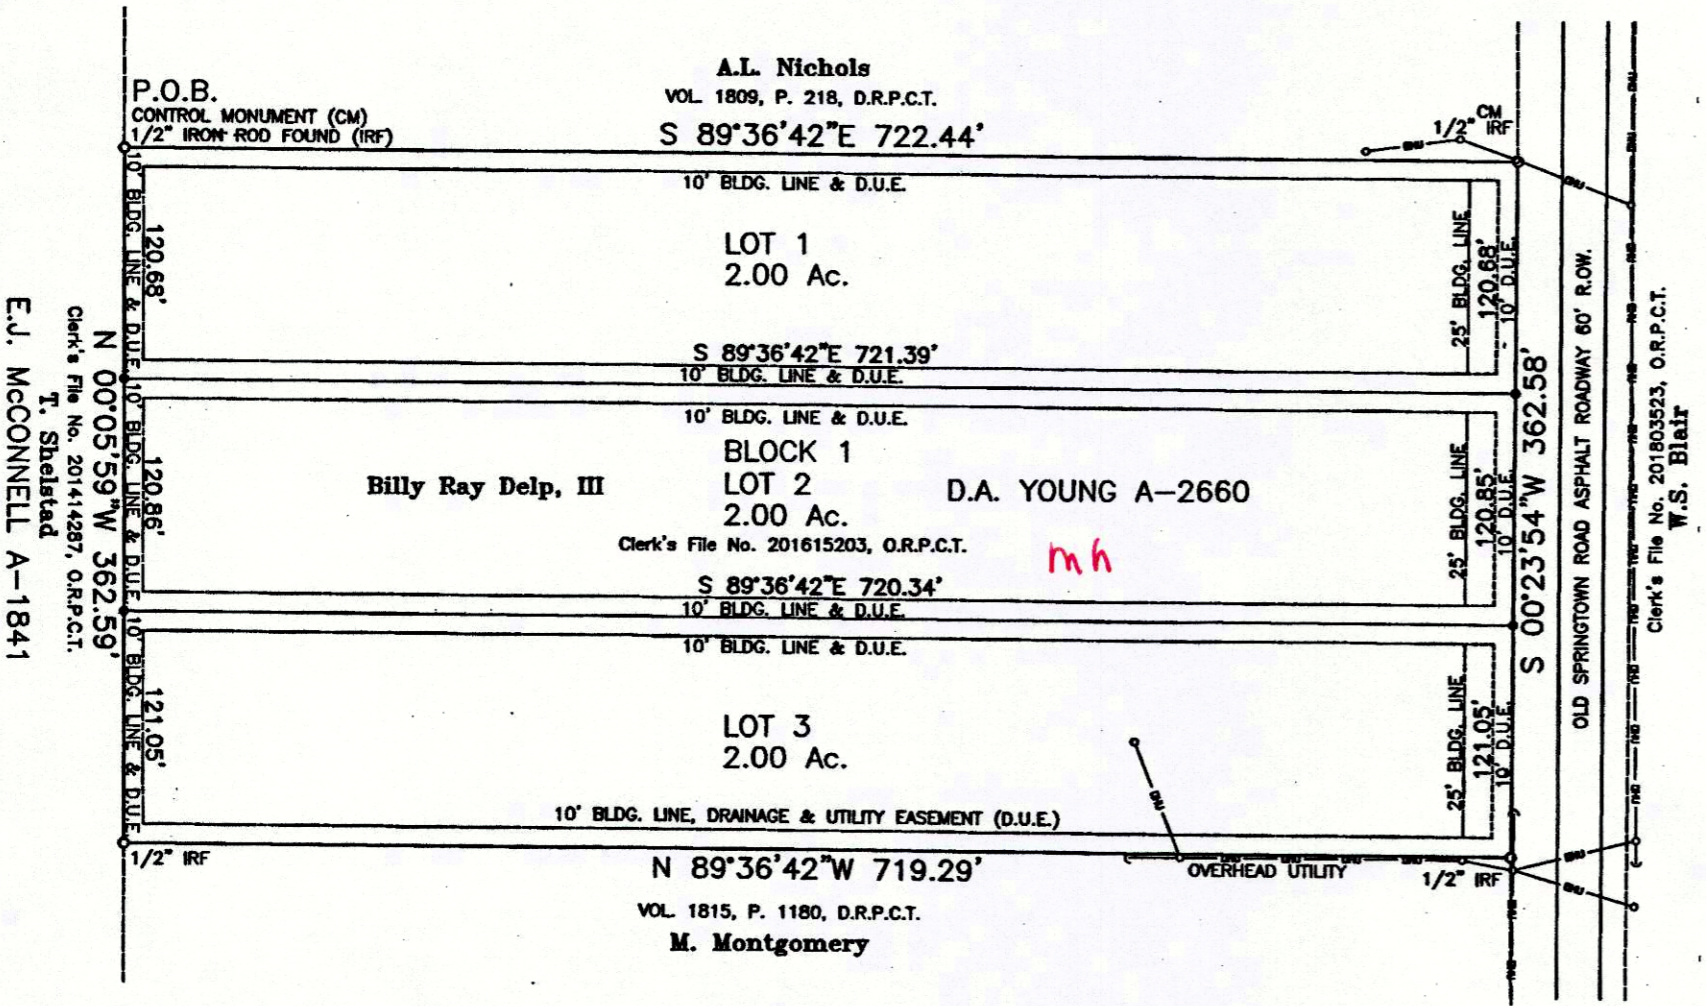 A.L. Nichols
VOL. 1809, P. 218, D.R.P.C.T.
S 89°36'42"E 722.44'
P.O.B.
CONTROL MONUMENT (CM)
1/2" IRON ROD FOUND (IRF)
CM
1/2" IRF
OHU
OHU
10' BLDG. LINE & D.U.E.
LOT 1
2.00 Ac.
10' BLDG. LINE & D.U.E.
120.68'
25' BLDG. LINE
120.68'
10' D.U.E.
S 89°36'42"E 721.39'
10' BLDG. LINE & D.U.E.
10' BLDG. LINE & D.U.E.
BLOCK 1
LOT 2
2.00 Ac.
Billy Ray Delp, III
D.A. YOUNG A-2660
Clerk's File No. 201615203, O.R.P.C.T.
mh
10' BLDG. LINE & D.U.E.
120.86'
25' BLDG. LINE
120.85'
10' D.U.E.
S 89°36'42"E 720.34'
10' BLDG. LINE & D.U.E.
10' BLDG. LINE & D.U.E.
LOT 3
2.00 Ac.
10' BLDG. LINE & D.U.E.
121.05'
25' BLDG. LINE
121.05'
10' D.U.E.
10' BLDG. LINE, DRAINAGE & UTILITY EASEMENT (D.U.E.)
1/2" IRF
N 89°36'42"W 719.29'
OVERHEAD UTILITY
1/2" IRF
OHU
OHU
OHU
VOL. 1815, P. 1180, D.R.P.C.T.
M. Montgomery
N 00°05'59"W 362.59'
Clerk's File No. 201414287, O.R.P.C.T.
T. Shelstad
E.J. McCONNELL A-1841
S 00°23'54"W 362.58'
OLD SPRINGTOWN ROAD ASPHALT ROADWAY 60' R.O.W.
Clerk's File No. 201803523, O.R.P.C.T.
W.S. Blair